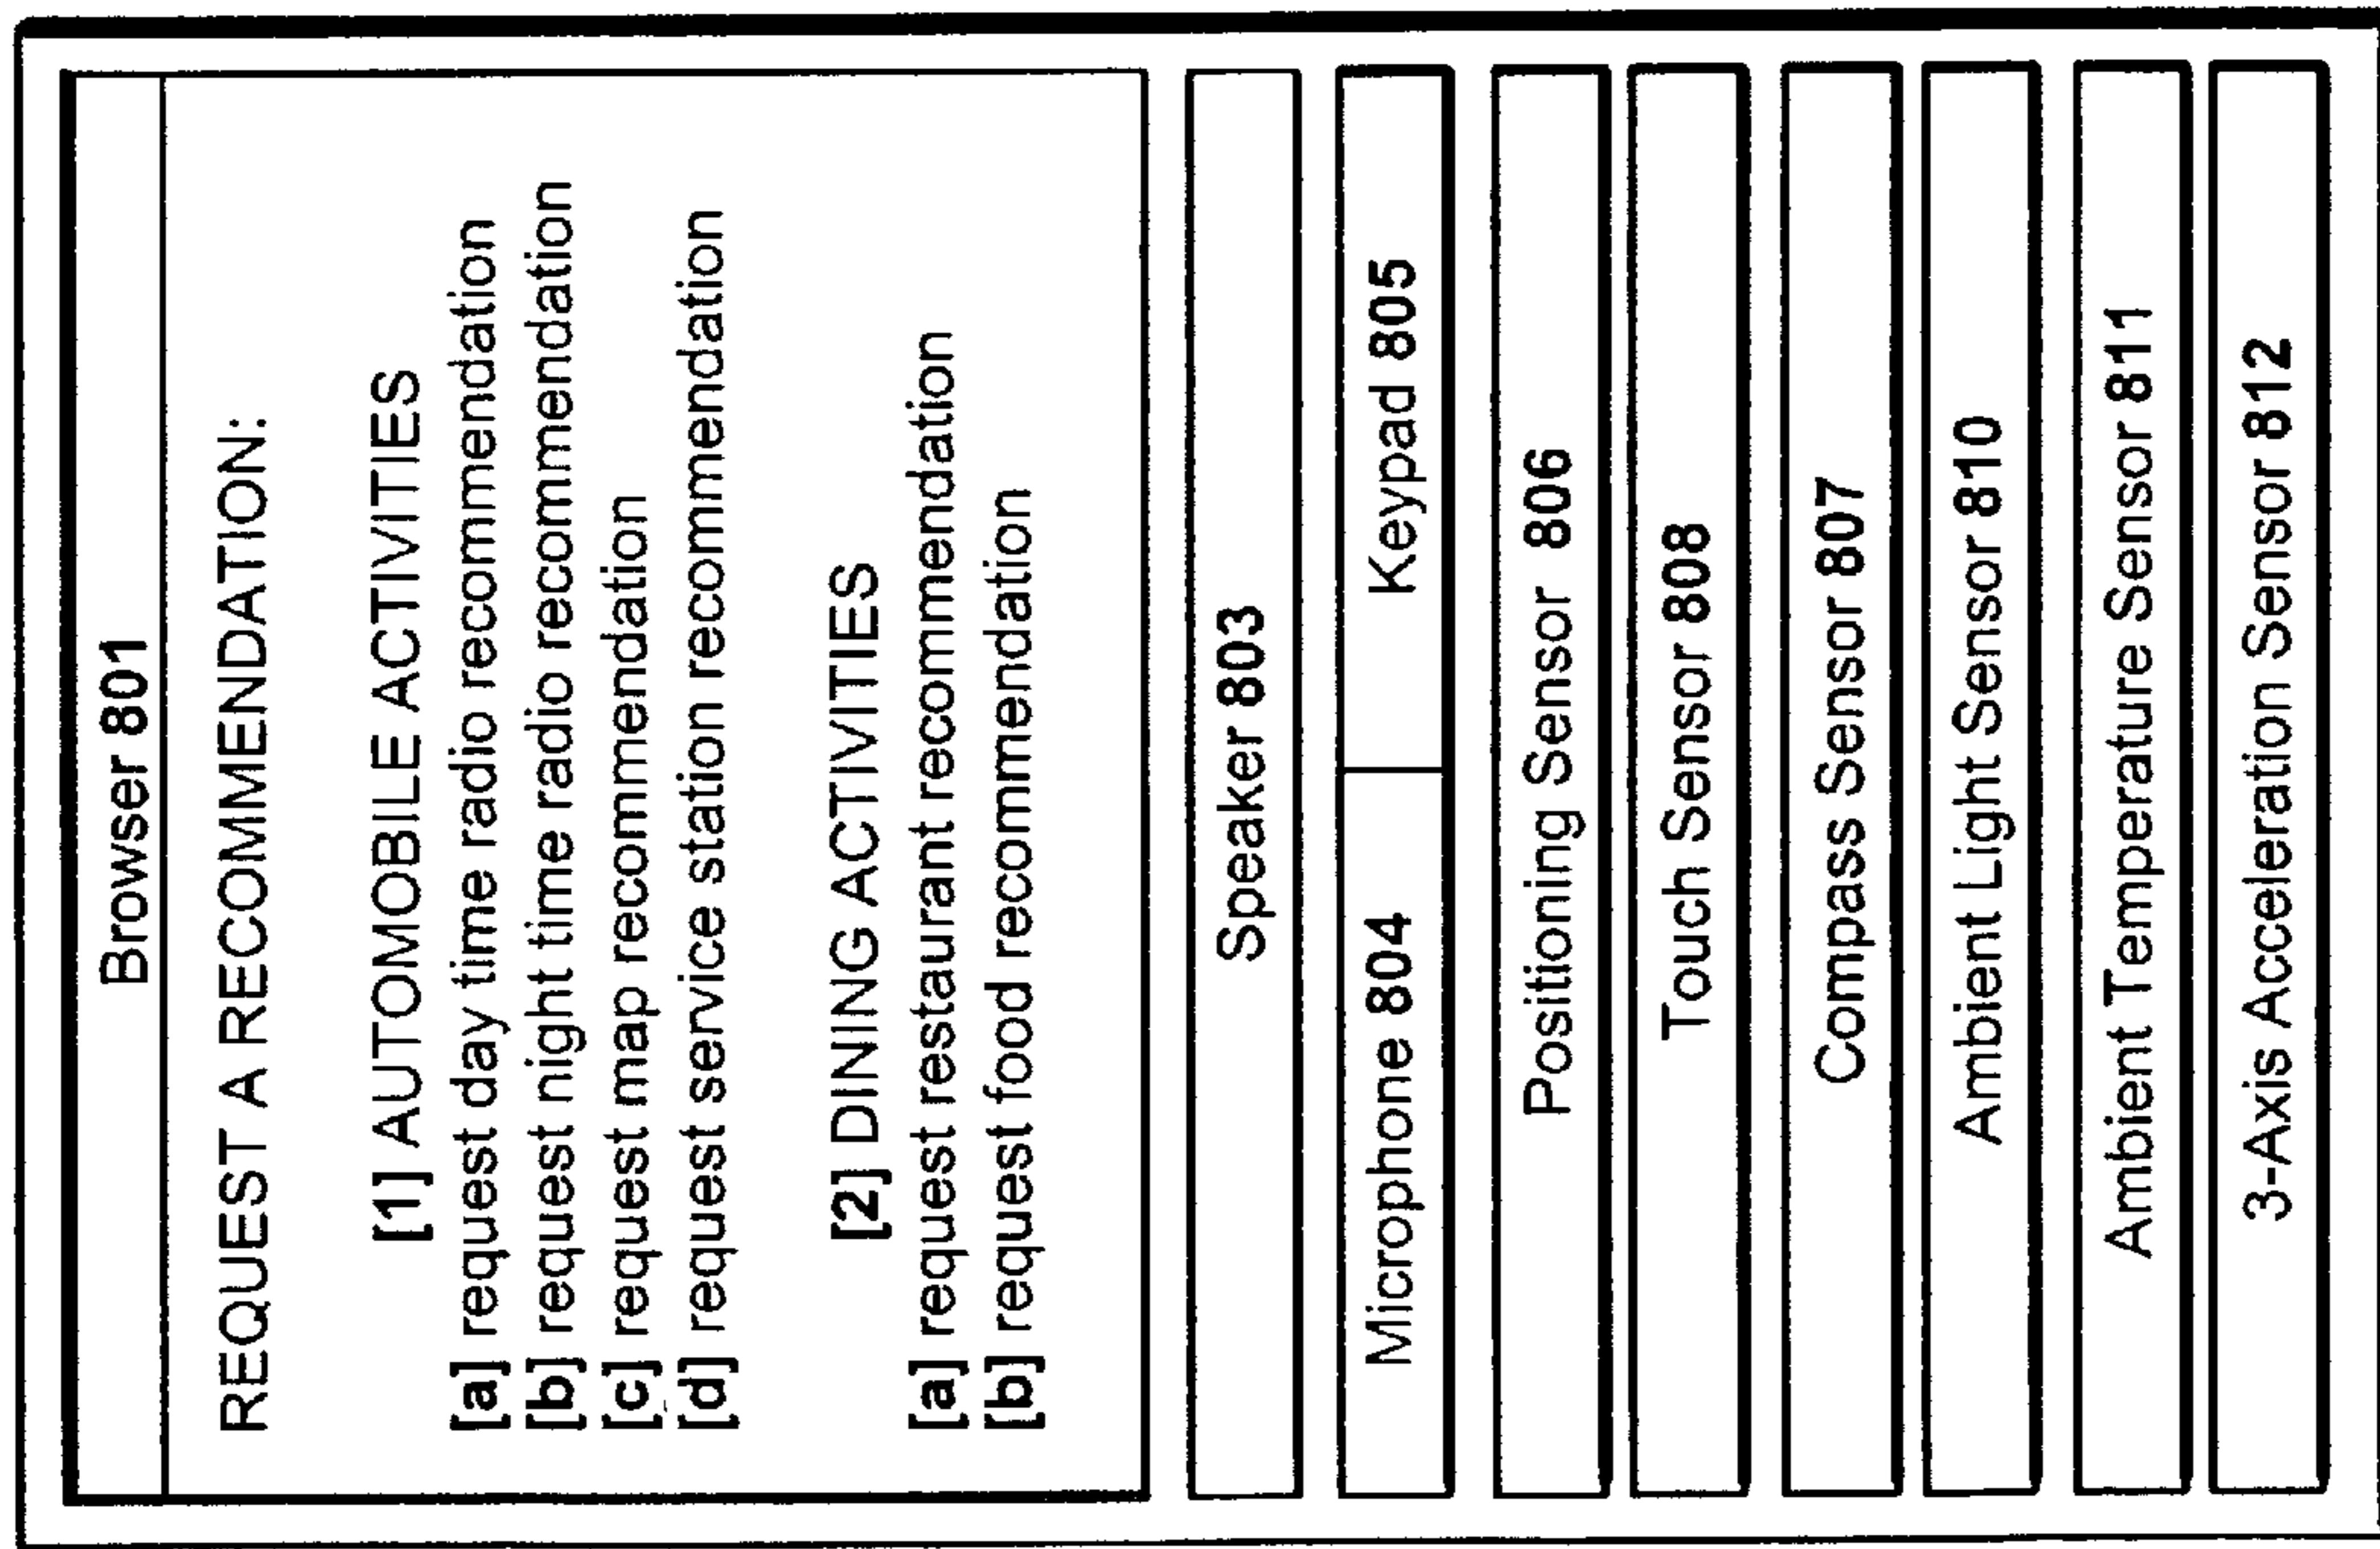 Browser 801
REQUEST A RECOMMENDATION:
[1] AUTOMOBILE ACTIVITIES
[a] request day time radio recommendation
[b] request night time radio recommendation
[c] request map recommendation
[d] request service station recommendation
[2] DINING ACTIVITIES
[a] request restaurant recommendation
[b] request food recommendation
Speaker 803
Microphone 804 Keypad 805
Positioning Sensor 806
Touch Sensor 808
Compass Sensor 807
Ambient Light Sensor 810
Ambient Temperature Sensor 811
3-Axis Acceleration Sensor 812